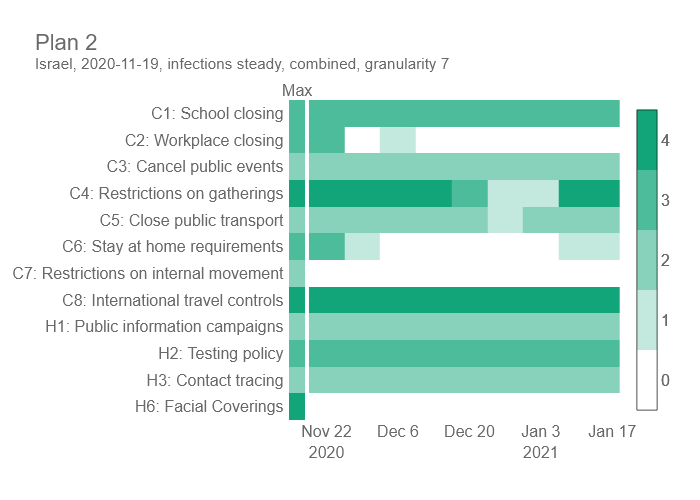 Plan 2
Israel, 2020-11-19, infections steady, combined, granularity 7
Max
C1: School closing
C2: Workplace closing
C3: Cancel public events
C4: Restrictions on gatherings
C5: Close public transport
C6: Stay at home requirements
C7: Restrictions on internal movement
C8: International travel controls
H1: Public information campaigns
H2: Testing policy
H3: Contact tracing
H6: Facial Coverings
4
3
2
1
0
Nov 22 Dec 6 Dec 20 Jan 3 Jan 17
2020 2021